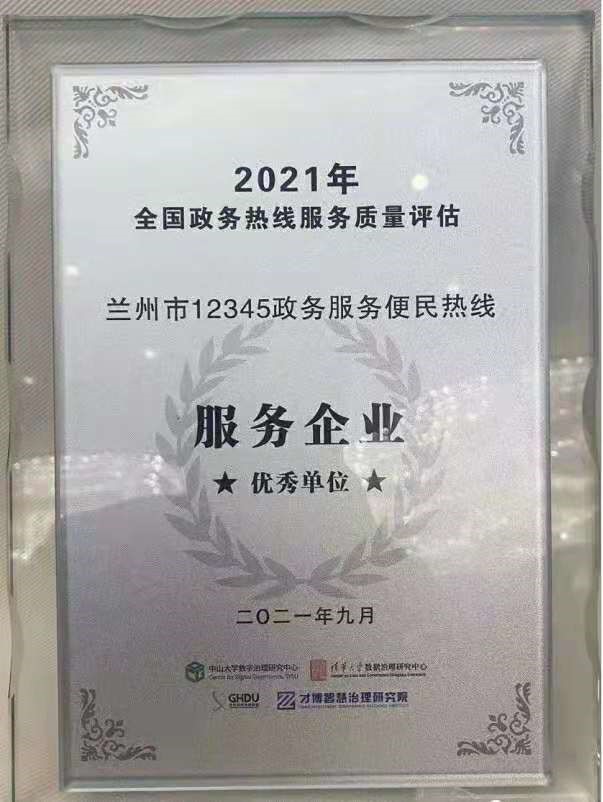 2021年
全国政务热线服务质量评估
兰州市12345政务服务便民热线
服务企业
★ 优秀单位 ★
二〇二一年九月
中山大学数字治理研究中心
清华大学数据治理研究中心
GHDU
才博智慧治理研究院